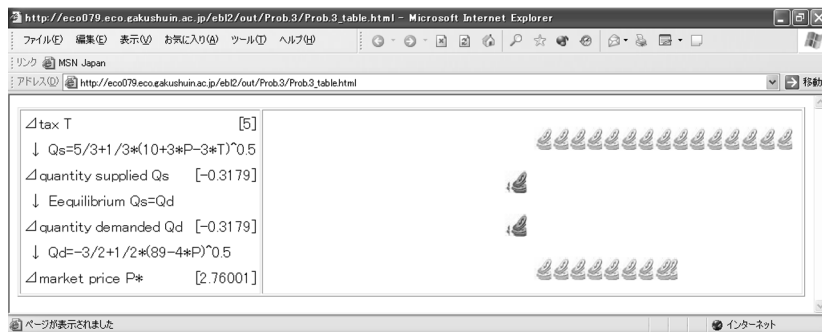 http://eco079.eco.gakushuin.ac.jp/ebl2/out/Prob.3/Prob.3_table.html - Microsoft Internet Explorer
ファイル(F) 編集(E) 表示(V) お気に入り(A) ツール(T) ヘルプ(H)
リンク MSN Japan
アドレス(D) http://eco079.eco.gakushuin.ac.jp/ebl2/out/Prob.3/Prob.3_table.html 移動
⊿tax T [5]
↓ Qs=5/3+1/3*(10+3*P-3*T)^0.5
⊿quantity supplied Qs [-0.3179]
↓ Eequilibrium Qs=Qd
⊿quantity demanded Qd [-0.3179]
↓ Qd=-3/2+1/2*(89-4*P)^0.5
⊿market price P* [2.76001]
ページが表示されました インターネット